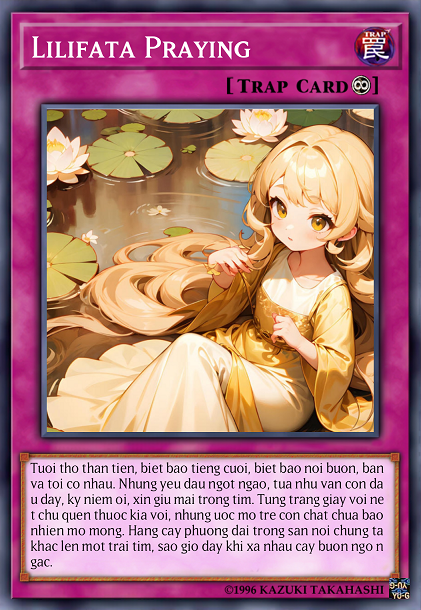 Lilifata Praying
TRAP
罠
[Trap Card]
Tuoi tho than tien, biet bao tieng cuoi, biet bao noi buon, ban
va toi co nhau. Nhung yeu dau ngot ngao, tua nhu van con da
u day, ky niem oi, xin giu mai trong tim. Tung trang giay voi ne
t chu quen thuoc kia voi, nhung uoc mo tre con chat chua bao
nhien mo mong. Hang cay phuong dai trong san noi chung ta
khac len mot trai tim, sao gio day khi xa nhau cay buon ngo n
gac.
©1996 KAZUKI TAKAHASHI